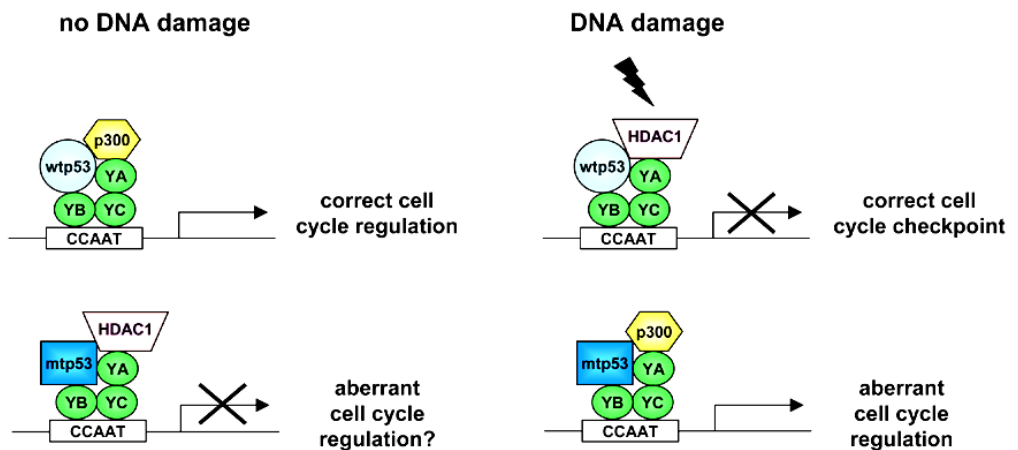 no DNA damage
DNA damage
p300
wtp53
YA
YB
YC
CCAAT
correct cell
cycle regulation
HDAC1
wtp53
YA
YB
YC
CCAAT
correct cell
cycle checkpoint
HDAC1
mtp53
YA
YB
YC
CCAAT
aberrant
cell cycle
regulation?
p300
mtp53
YA
YB
YC
CCAAT
aberrant
cell cycle
regulation